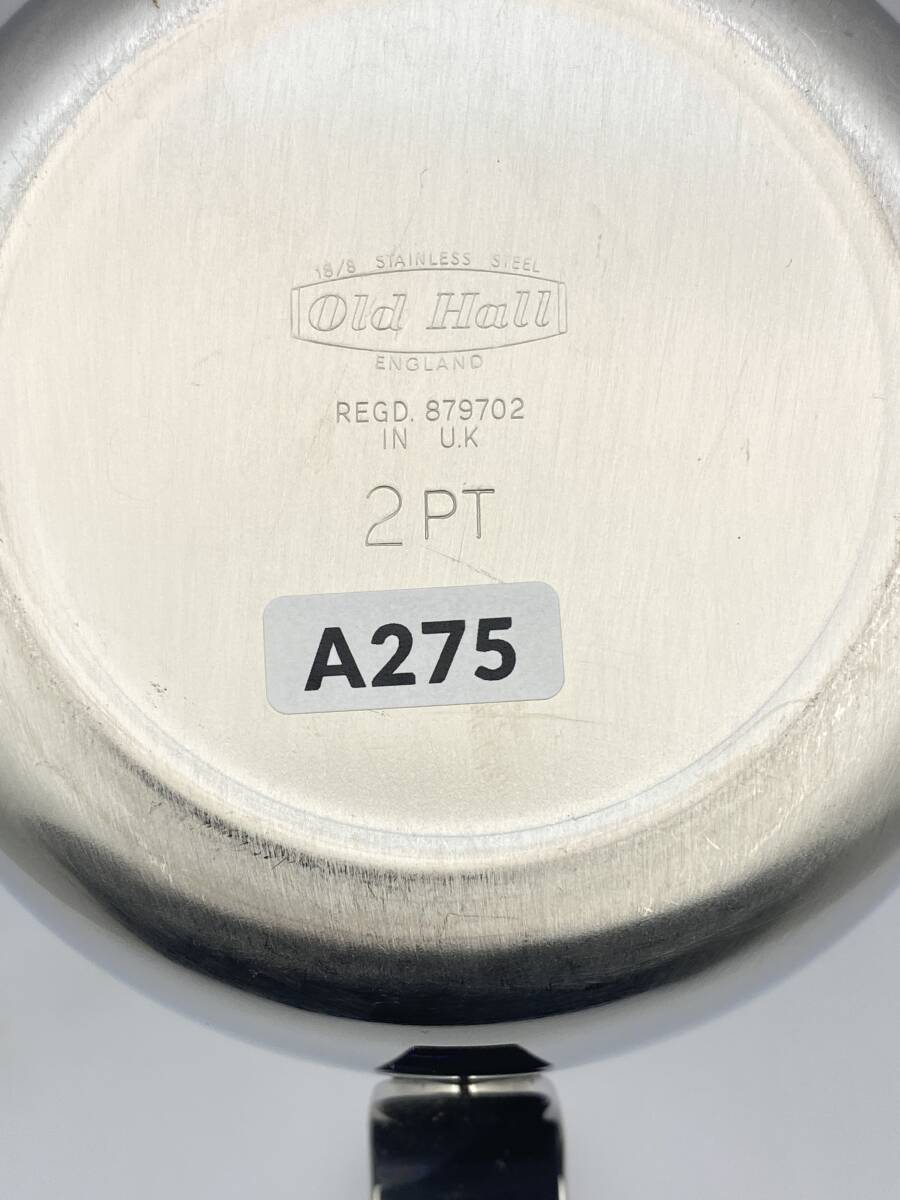 18/8 STAINLESS STEEL
Old Hall
ENGLAND
REGD. 879702
IN U.K
2 PT
A275